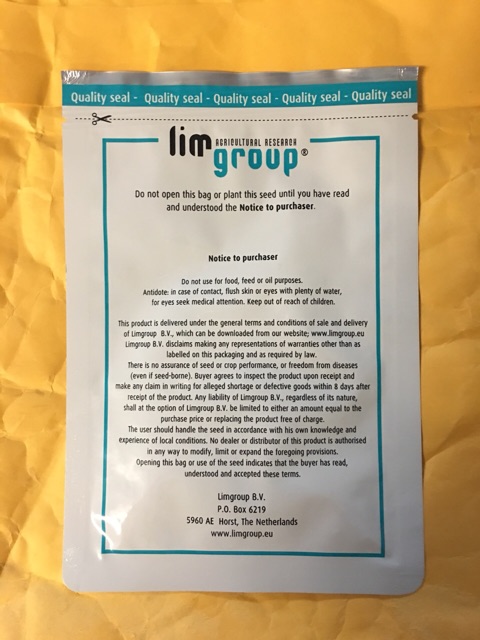 Quality seal - Quality seal - Quality seal - Quality seal - Quality seal
lim AGRICULTURAL RESEARCH
group®
Do not open this bag or plant this seed until you have read
and understood the Notice to purchaser.
Notice to purchaser
Do not use for food, feed or oil purposes.
Antidote: in case of contact, flush skin or eyes with plenty of water,
for eyes seek medical attention. Keep out of reach of children.
This product is delivered under the general terms and conditions of sale and delivery
of Limgroup B.V., which can be downloaded from our website; www.limgroup.eu
Limgroup B.V. disclaims making any representations of warranties other than as
labelled on this packaging and as required by law.
There is no assurance of seed or crop performance, or freedom from diseases
(even if seed-borne). Buyer agrees to inspect the product upon receipt and
make any claim in writing for alleged shortage or defective goods within 8 days after
receipt of the product. Any liability of Limgroup B.V., regardless of its nature,
shall at the option of Limgroup B.V. be limited to either an amount equal to the
purchase price or replacing the product free of charge.
The user should handle the seed in accordance with his own knowledge and
experience of local conditions. No dealer or distributor of this product is authorised
in any way to modify, limit or expand the foregoing provisions.
Opening this bag or use of the seed indicates that the buyer has read,
understood and accepted these terms.
Limgroup B.V.
P.O. Box 6219
5960 AE Horst, The Netherlands
www.limgroup.eu